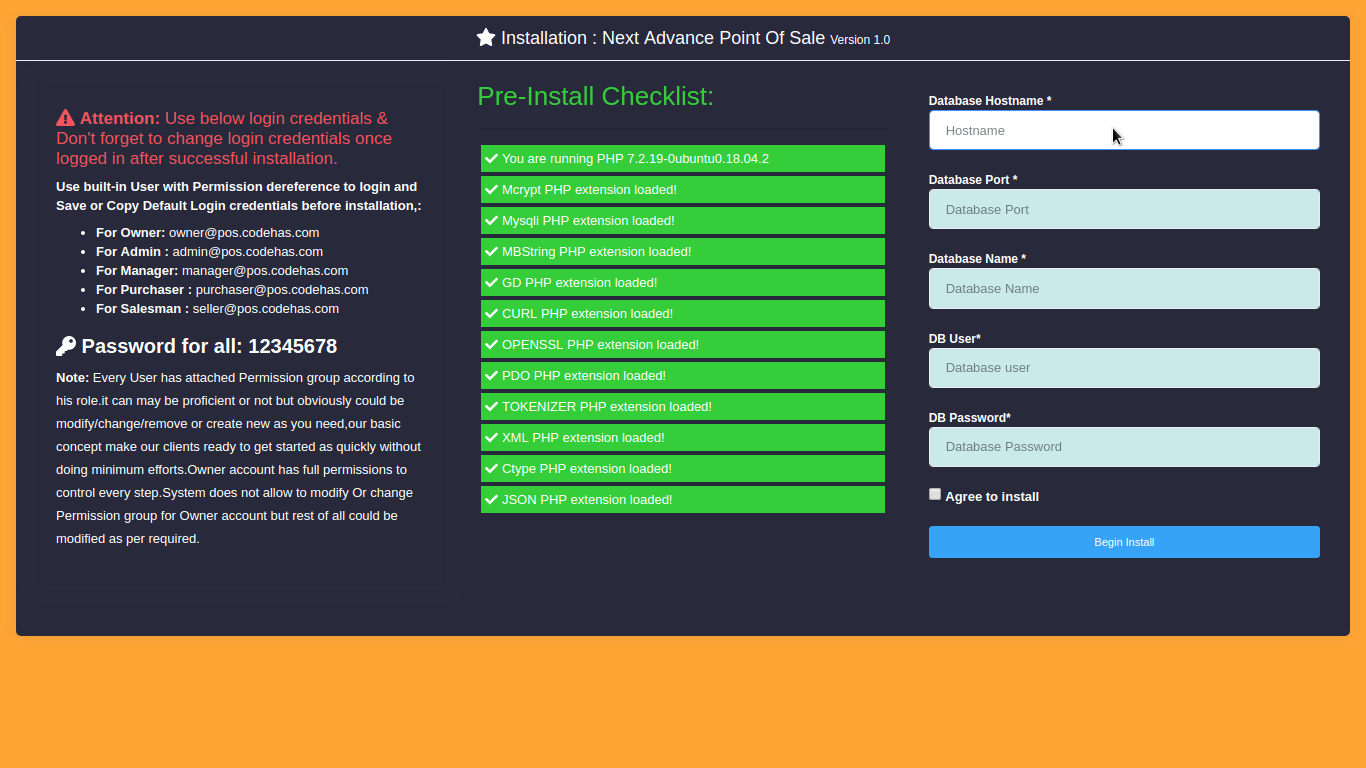 Installation : Next Advance Point Of Sale Version 1.0
Attention: Use below login credentials &
Don't forget to change login credentials once
logged in after successful installation.
Use built-in User with Permission dereference to login and
Save or Copy Default Login credentials before installation,:
For Owner: owner@pos.codehas.com
For Admin : admin@pos.codehas.com
For Manager: manager@pos.codehas.com
For Purchaser : purchaser@pos.codehas.com
For Salesman : seller@pos.codehas.com
Password for all: 12345678
Note: Every User has attached Permission group according to
his role.it can may be proficient or not but obviously could be
modify/change/remove or create new as you need,our basic
concept make our clients ready to get started as quickly without
doing minimum efforts.Owner account has full permissions to
control every step.System does not allow to modify Or change
Permission group for Owner account but rest of all could be
modified as per required.
Pre-Install Checklist:
You are running PHP 7.2.19-0ubuntu0.18.04.2
Mcrypt PHP extension loaded!
Mysqli PHP extension loaded!
MBString PHP extension loaded!
GD PHP extension loaded!
CURL PHP extension loaded!
OPENSSL PHP extension loaded!
PDO PHP extension loaded!
TOKENIZER PHP extension loaded!
XML PHP extension loaded!
Ctype PHP extension loaded!
JSON PHP extension loaded!
Database Hostname *
Hostname
Database Port *
Database Port
Database Name *
Database Name
DB User*
Database user
DB Password*
Database Password
Agree to install
Begin Install